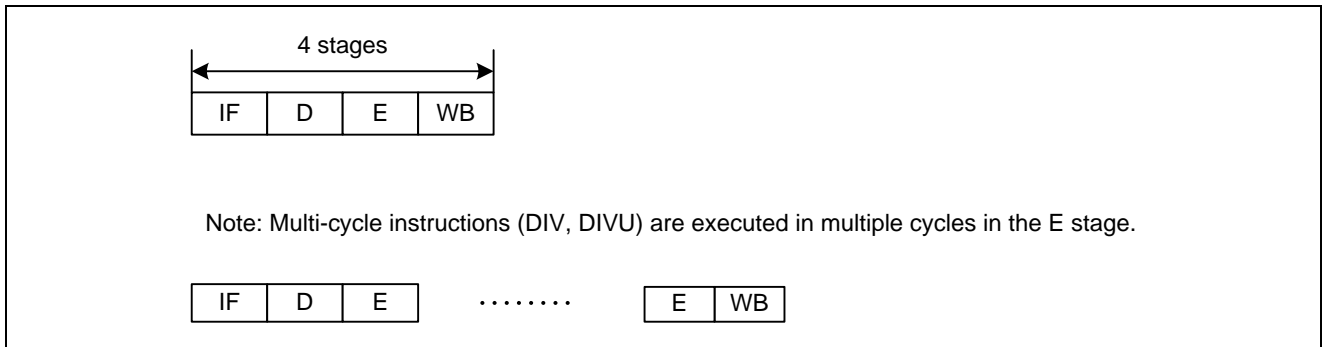 4 stages
IF D E WB
Note: Multi-cycle instructions (DIV, DIVU) are executed in multiple cycles in the E stage.
IF D E ········ E WB